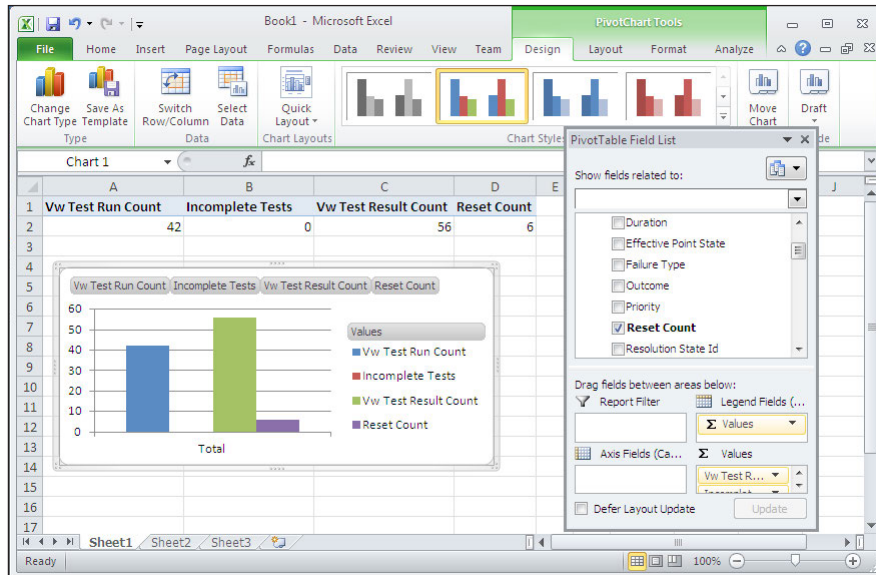 Book1 - Microsoft Excel
PivotChart Tools
File Home Insert Page Layout Formulas Data Review View Team Design Layout Format Analyze
Change Chart Type
Save As Template
Switch Row/Column
Select Data
Quick Layout
Move Chart
Draft
Type Data Chart Layouts Chart Styles
Chart 1
fx
PivotTable Field List
Show fields related to:
A B C D E J
1 Vw Test Run Count Incomplete Tests Vw Test Result Count Reset Count
2 42 0 56 6
3
4
5
6
7
8
9
10
11
12
13
14
15
16
17
Vw Test Run Count Incomplete Tests Vw Test Result Count Reset Count
60
50
40
30
20
10
0
Total
Values
Vw Test Run Count
Incomplete Tests
Vw Test Result Count
Reset Count
Duration
Effective Point State
Failure Type
Outcome
Priority
Reset Count
Resolution State Id
Drag fields between areas below:
Report Filter
Legend Fields (...
Σ Values
Axis Fields (Ca...
Σ Values
Vw Test R...
Defer Layout Update
Update
Sheet1 Sheet2 Sheet3
Ready
100%